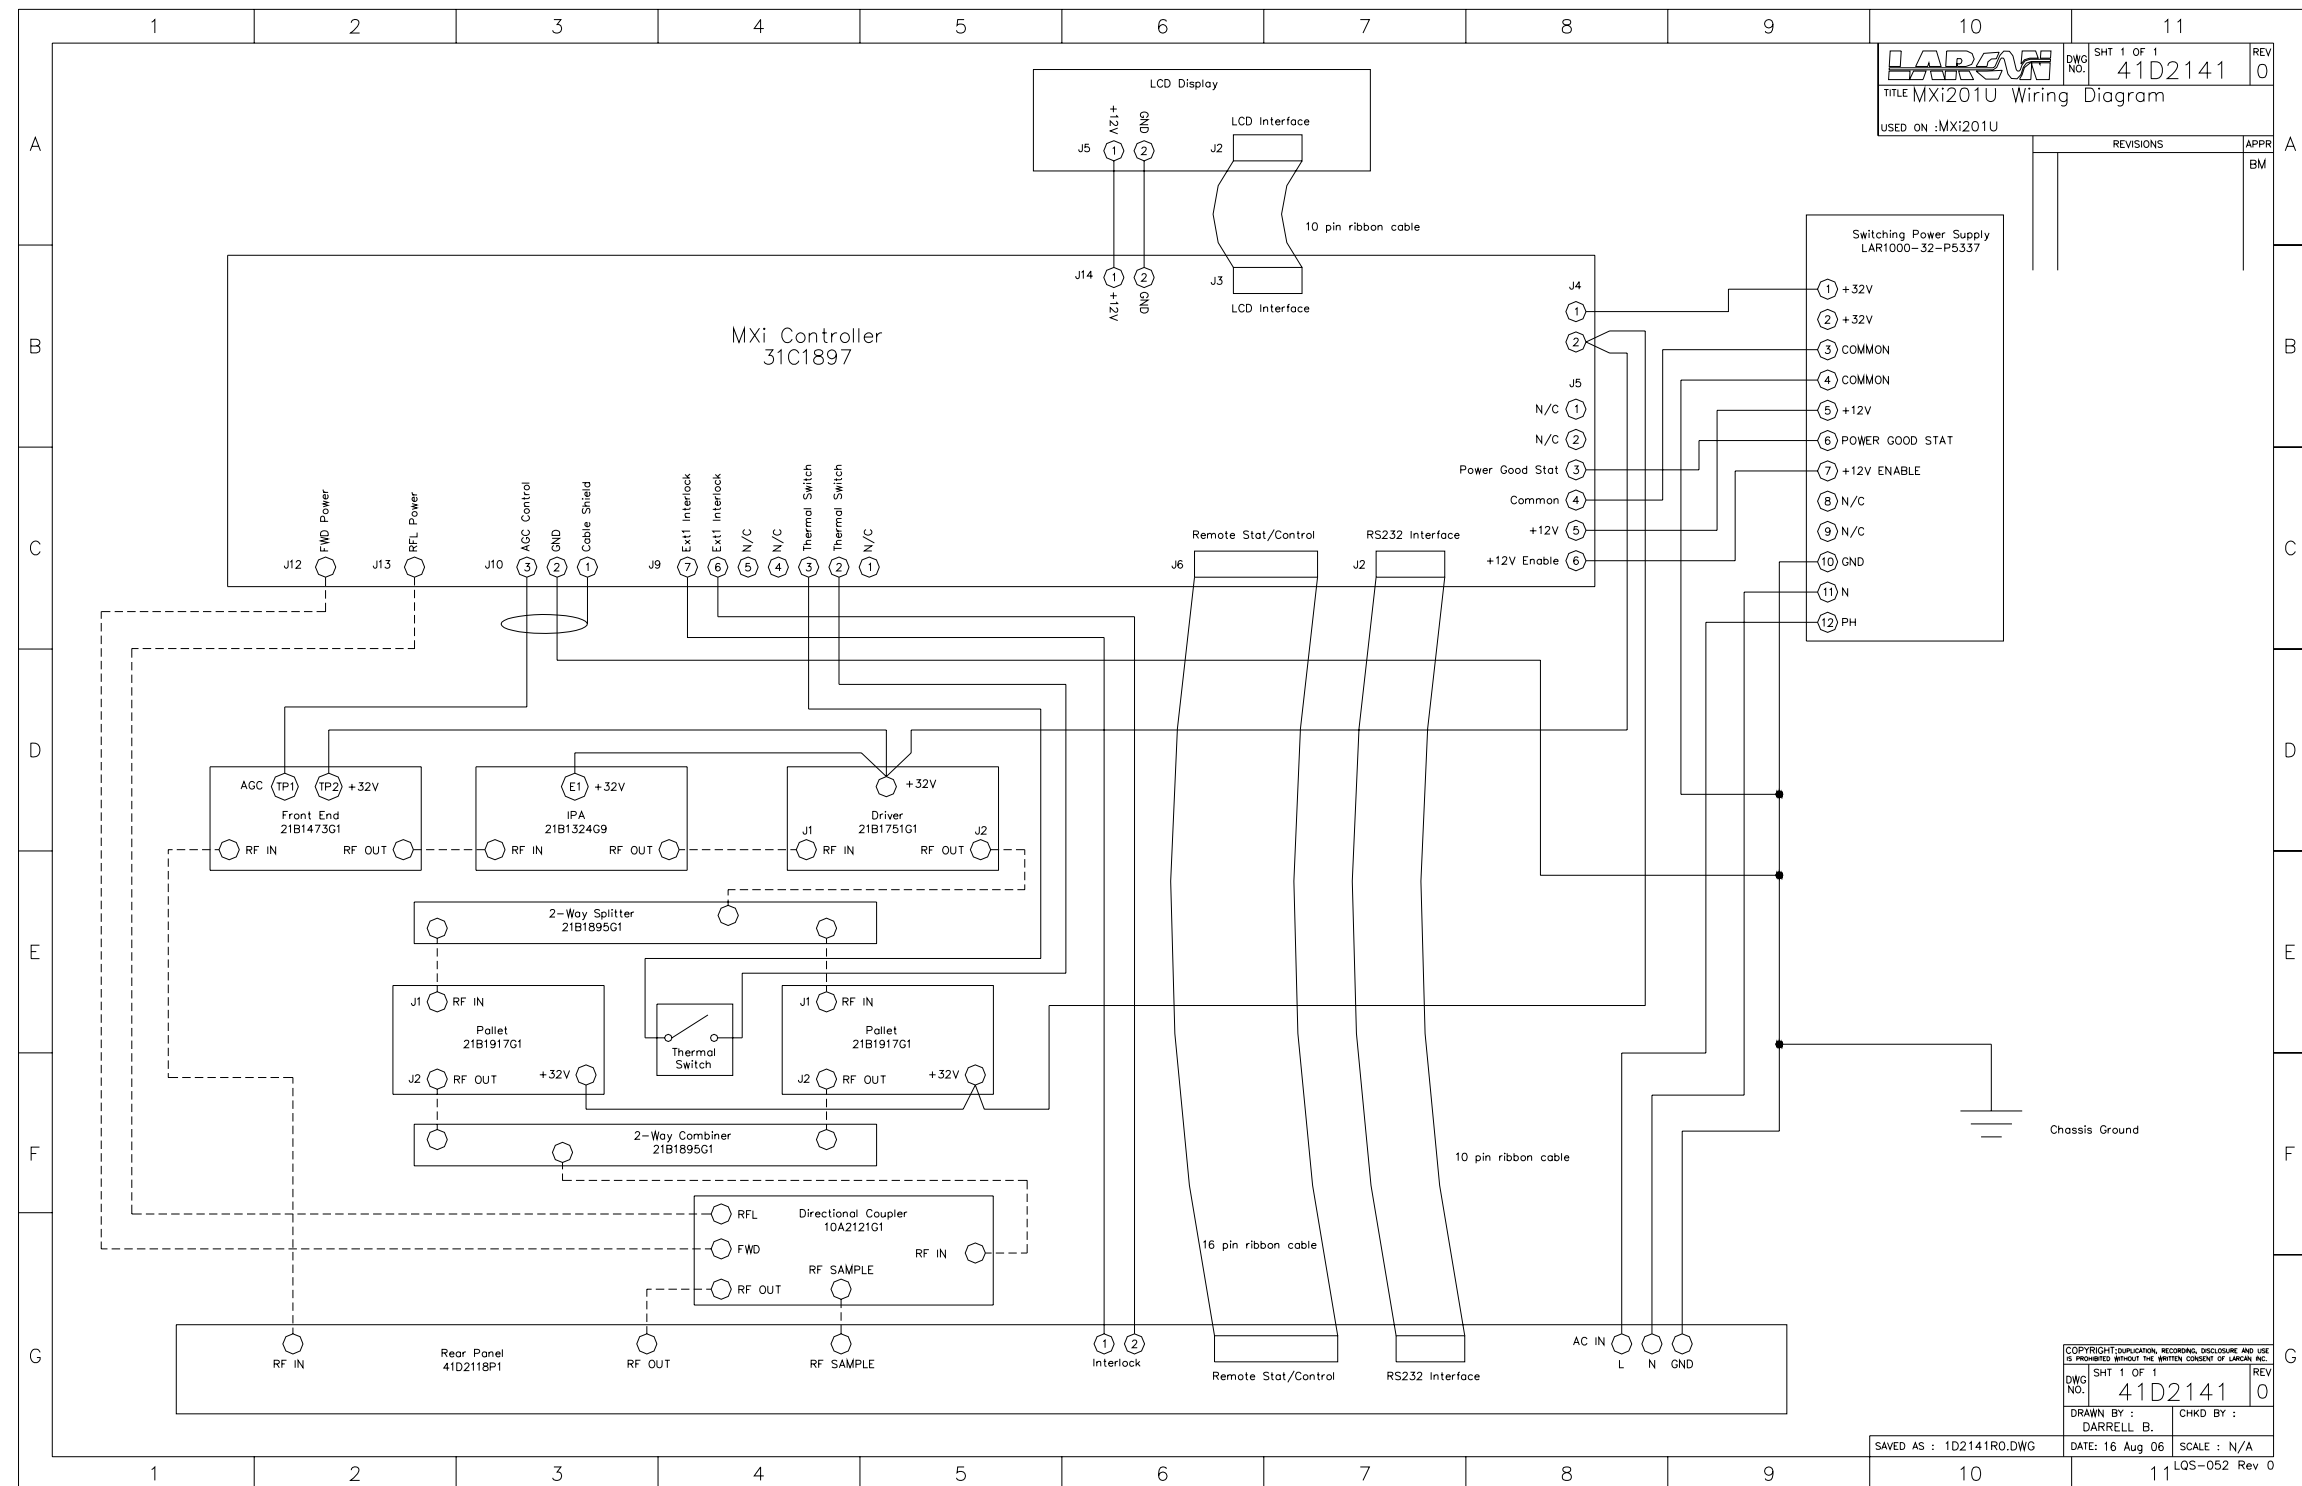 1 2 3 4 5 6 7 8 9 10 11
LARCAN
DWG NO.
SHT 1 OF 1
41D2141
REV
0
TITLE MXi201U Wiring Diagram
USED ON :MXi201U
REVISIONS
APPR
BM
A
A
B
B
C
C
D
D
E
E
F
F
G
G
LCD Display
+12V
GND
LCD Interface
J5
1
2
J2
10 pin ribbon cable
J14
1
2
+12V
GND
J3
LCD Interface
MXi Controller
31C1897
J4
1
2
J5
N/C 1
N/C 2
Power Good Stat 3
Common 4
+12V 5
+12V Enable 6
Switching Power Supply
LAR1000-32-P5337
1 +32V
2 +32V
3 COMMON
4 COMMON
5 +12V
6 POWER GOOD STAT
7 +12V ENABLE
8 N/C
9 N/C
10 GND
11 N
12 PH
J12
FWD Power
J13
RFL Power
J10
3 AGC Control
2 GND
1 Cable Shield
J9
7 Ext1 Interlock
6 Ext1 Interlock
5 N/C
4 N/C
3 Thermal Switch
2 Thermal Switch
1 N/C
Remote Stat/Control
J6
RS232 Interface
J2
AGC TP1
TP2 +32V
Front End
21B1473G1
RF IN
RF OUT
E1 +32V
IPA
21B1324G9
RF IN
RF OUT
+32V
Driver
21B1751G1
J1
RF IN
J2
RF OUT
2-Way Splitter
21B1895G1
J1 RF IN
Pallet
21B1917G1
J2 RF OUT
+32V
Thermal
Switch
J1 RF IN
Pallet
21B1917G1
J2 RF OUT
+32V
2-Way Combiner
21B1895G1
Chassis Ground
10 pin ribbon cable
RFL
Directional Coupler
10A2121G1
FWD
RF IN
RF SAMPLE
RF OUT
16 pin ribbon cable
RF IN
Rear Panel
41D2118P1
RF OUT
RF SAMPLE
1
2
Interlock
Remote Stat/Control
RS232 Interface
AC IN
L
N
GND
COPYRIGHT:DUPLICATION, RECORDING, DISCLOSURE AND USE
IS PROHIBITED WITHOUT THE WRITTEN CONSENT OF LARCAN INC.
DWG NO.
SHT 1 OF 1
41D2141
REV
0
DRAWN BY :
DARRELL B.
CHKD BY :
SAVED AS : 1D2141R0.DWG
DATE: 16 Aug 06
SCALE : N/A
1 2 3 4 5 6 7 8 9 10 11
LQS-052 Rev 0